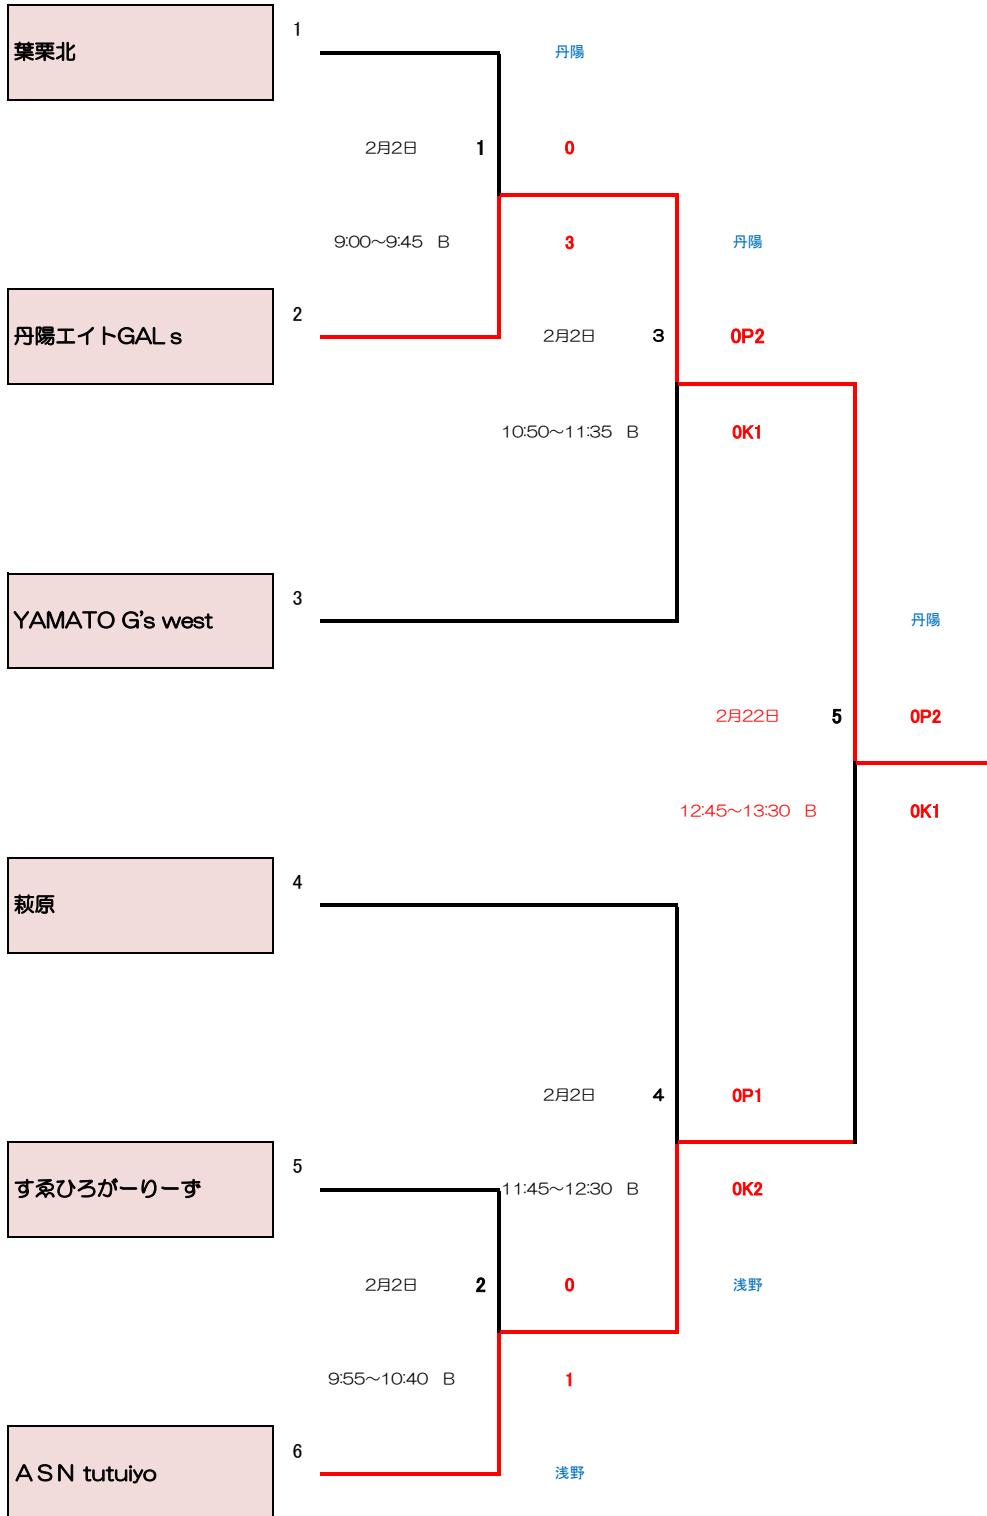 1
葉栗北
丹陽
2月2日 1 0
9:00～9:45 B 3 丹陽
2
丹陽エイトGALｓ
2月2日 3 0P2
10:50～11:35 B 0K1
3
YAMATO G's west
丹陽
2月22日 5 0P2
12:45～13:30 B 0K1
4
萩原
2月2日 4 0P1
5
すゑひろがーりーず
11:45～12:30 B 0K2
2月2日 2 0 浅野
9:55～10:40 B 1
6
ＡＳＮ tutuiyo
浅野